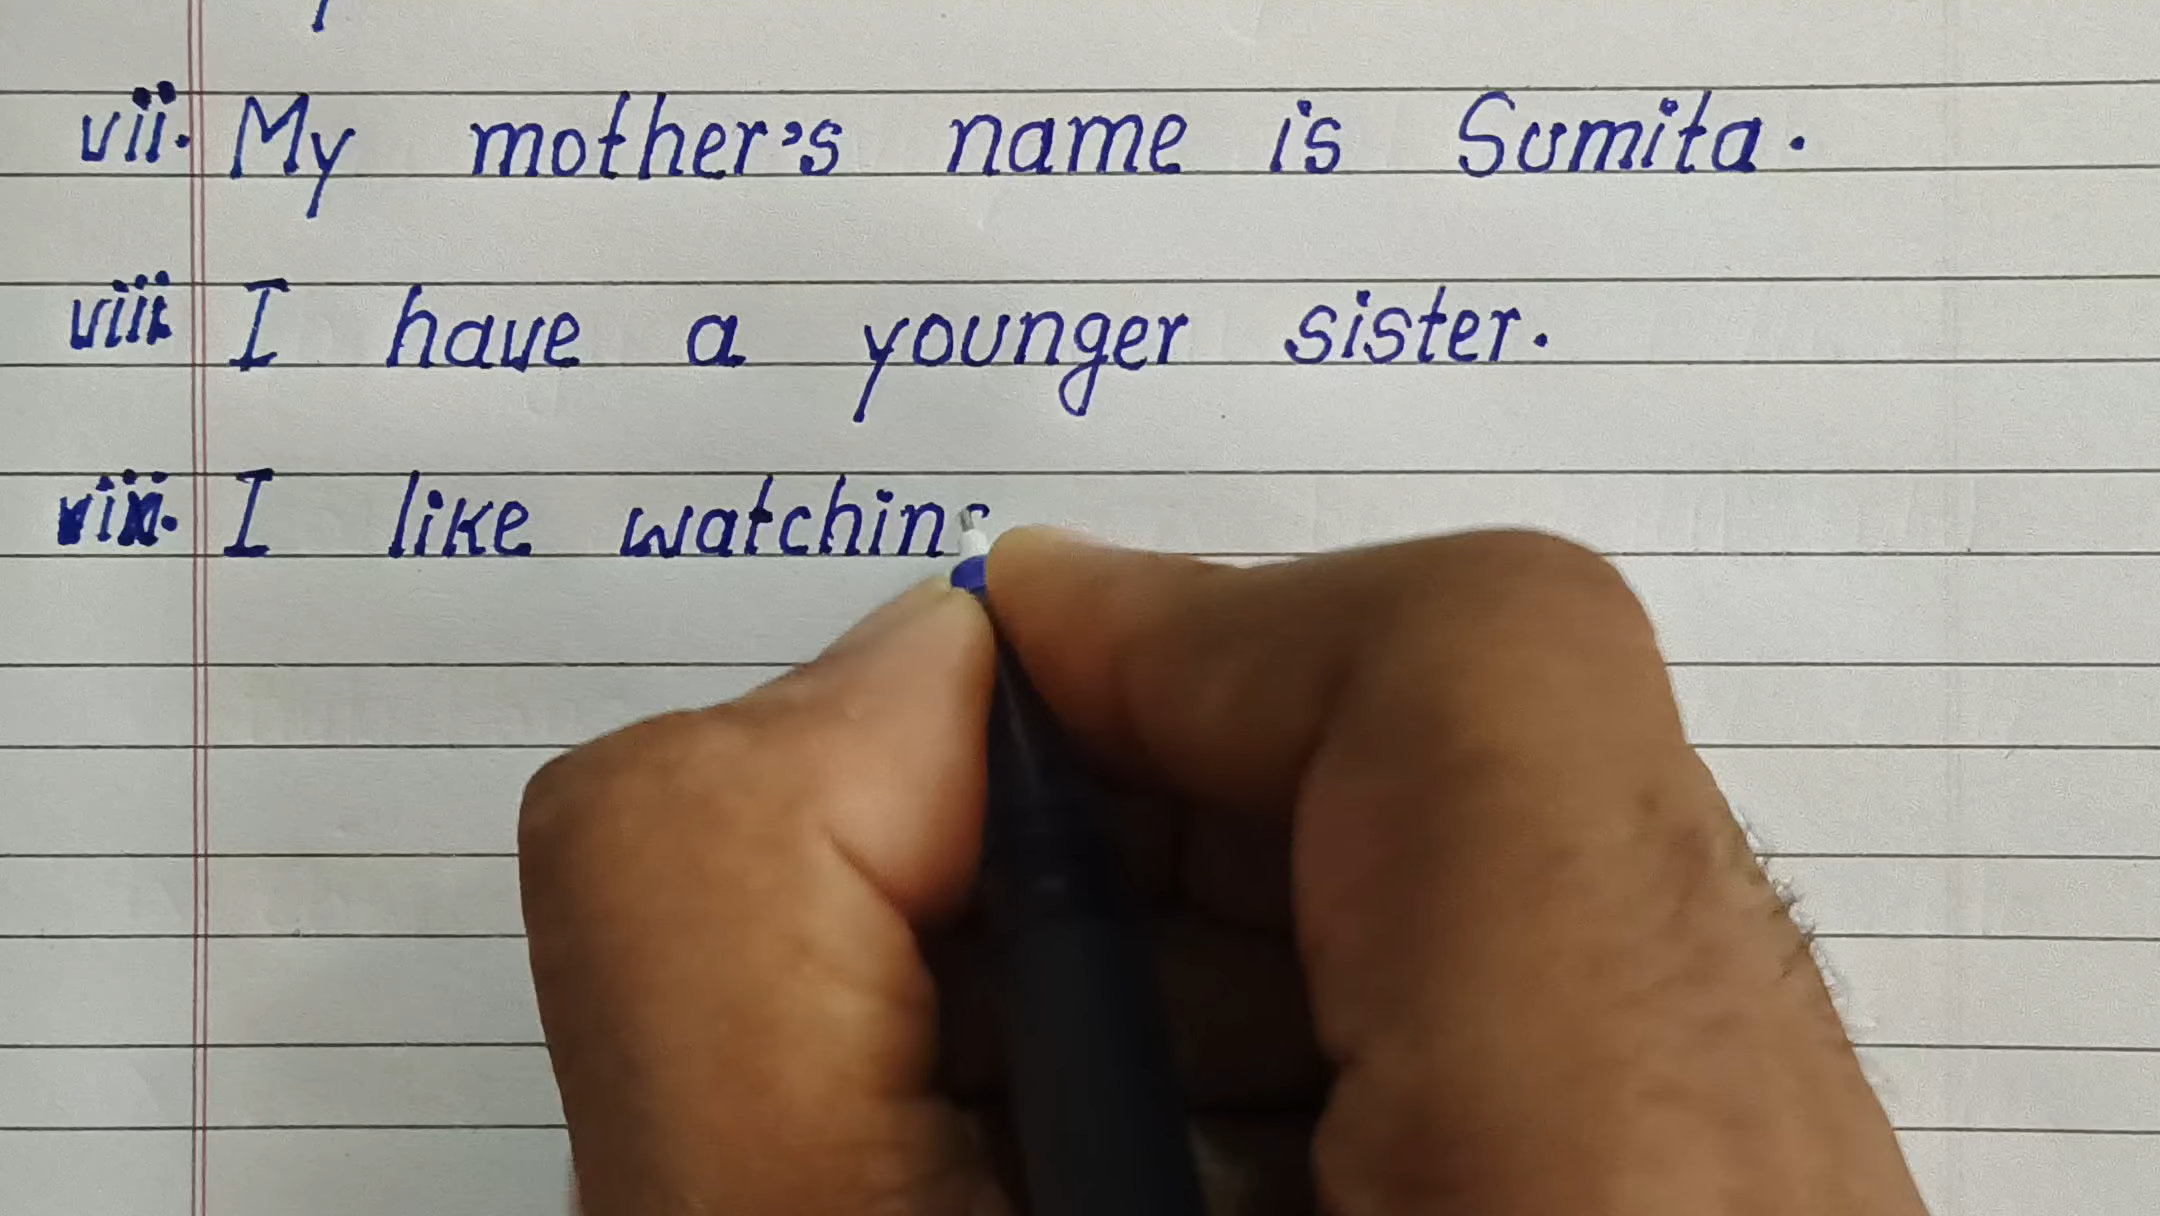 vii. My mother's name is Sumita.
viii. I have a younger sister.
I like watchin